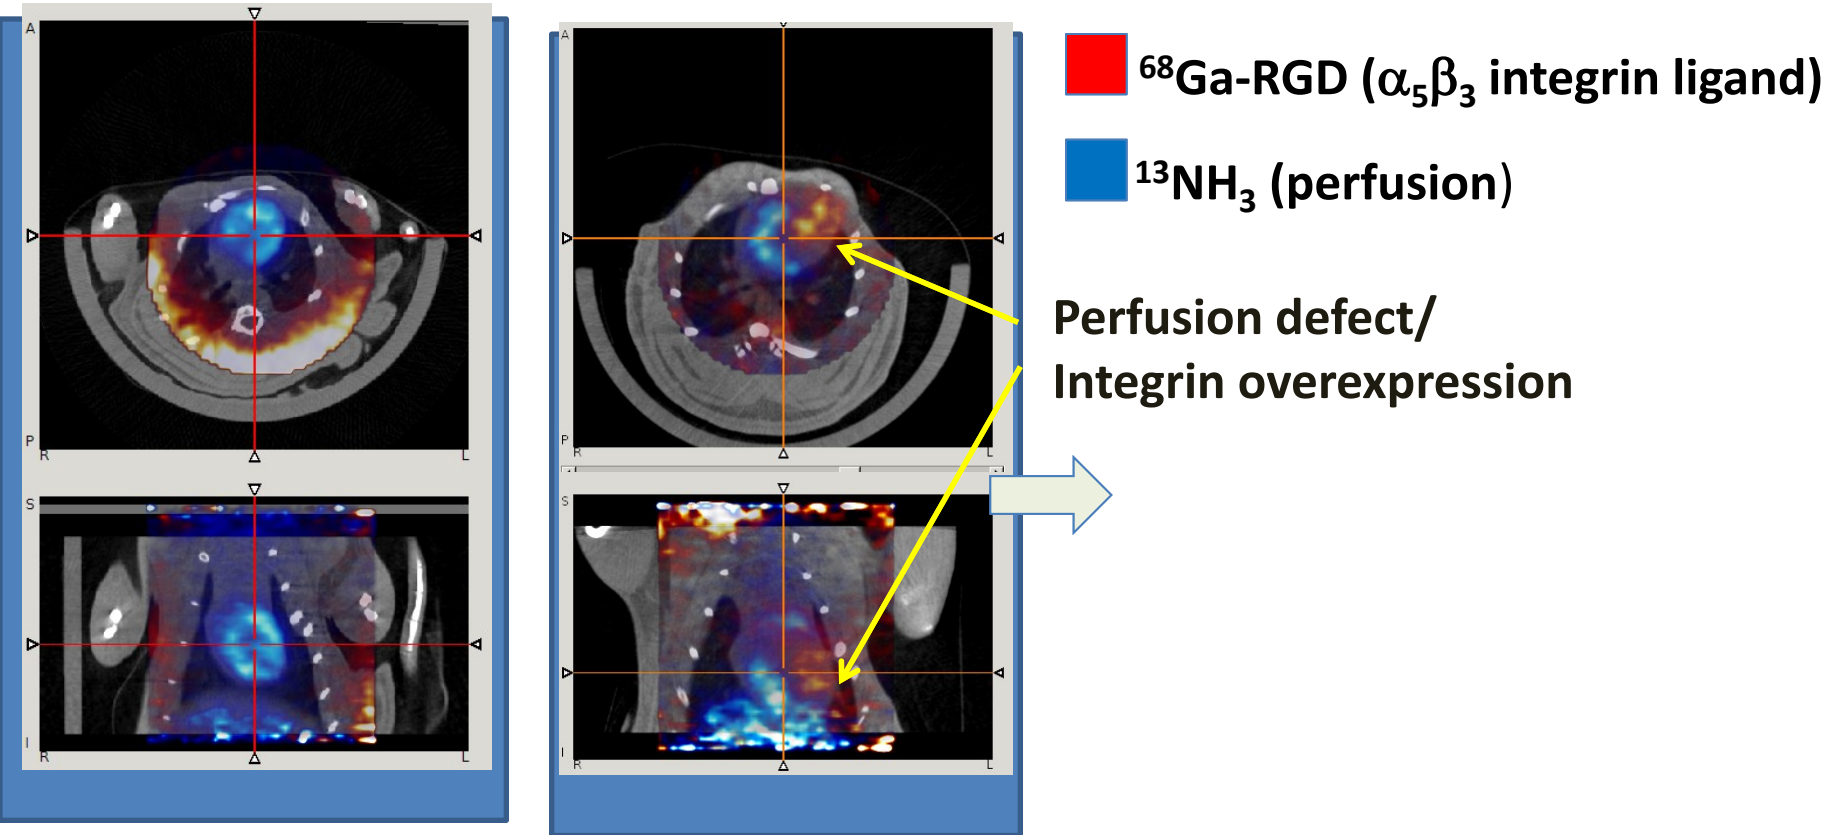 A
P
R L
S
I
R L
A
P
R L
S
I
R L
⁶⁸Ga-RGD (α₅β₃ integrin ligand)
¹³NH₃ (perfusion)
Perfusion defect/
Integrin overexpression